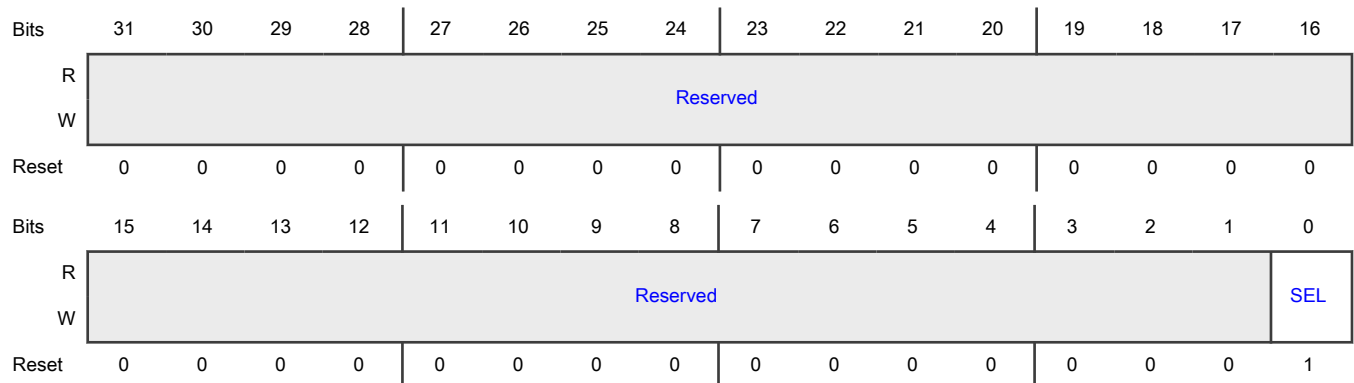 Bits 31 30 29 28 27 26 25 24 23 22 21 20 19 18 17 16
R
Reserved
W
Reset 0 0 0 0 0 0 0 0 0 0 0 0 0 0 0 0
Bits 15 14 13 12 11 10 9 8 7 6 5 4 3 2 1 0
R
Reserved SEL
W
Reset 0 0 0 0 0 0 0 0 0 0 0 0 0 0 0 1